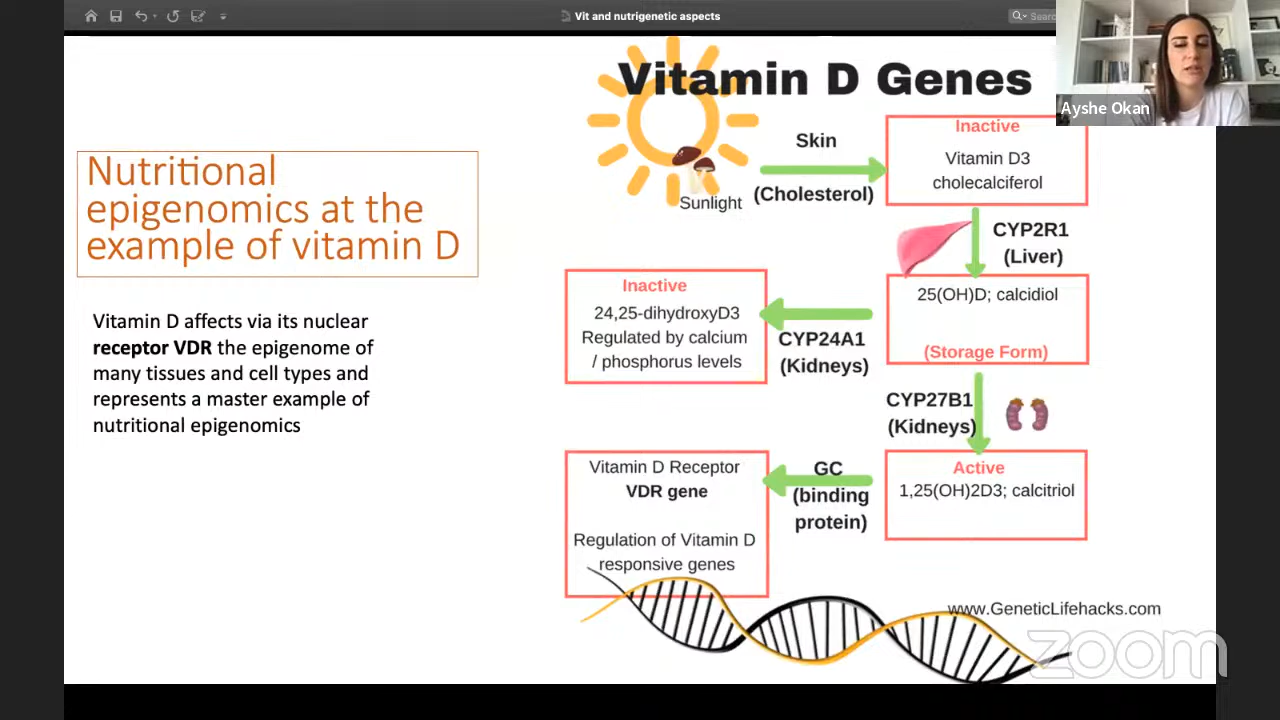 Vit and nutrigenetic aspects
Sear
Ayshe Okan
Nutritional
epigenomics at the
example of vitamin D
Vitamin D affects via its nuclear
receptor VDR the epigenome of
many tissues and cell types and
represents a master example of
nutritional epigenomics
Vitamin D Genes
Sunlight
Skin
(Cholesterol)
Inactive
Vitamin D3
cholecalciferol
CYP2R1
(Liver)
25(OH)D; calcidiol
(Storage Form)
CYP24A1
(Kidneys)
Inactive
24,25-dihydroxyD3
Regulated by calcium
/ phosphorus levels
CYP27B1
(Kidneys)
Active
1,25(OH)2D3; calcitriol
GC
(binding
protein)
Vitamin D Receptor
VDR gene
Regulation of Vitamin D
responsive genes
www.GeneticLifehacks.com
zoom